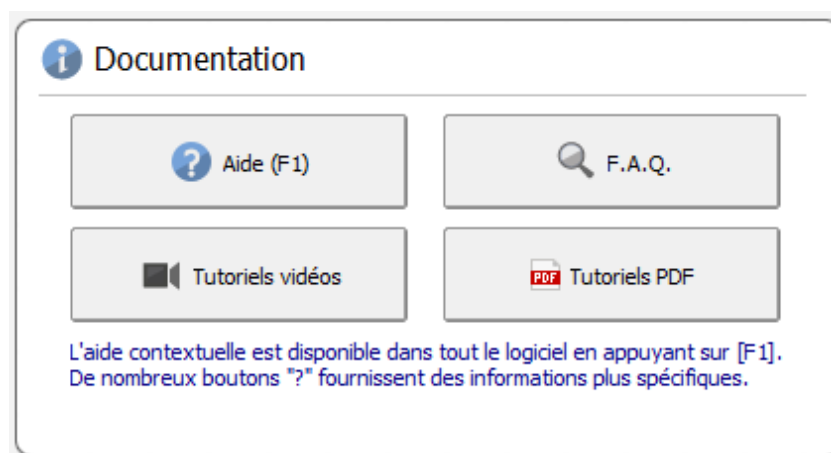 Documentation
Aide (F1)
F.A.Q.
Tutoriels vidéos
PDF Tutoriels PDF
L'aide contextuelle est disponible dans tout le logiciel en appuyant sur [F1].
De nombreux boutons "?" fournissent des informations plus spécifiques.